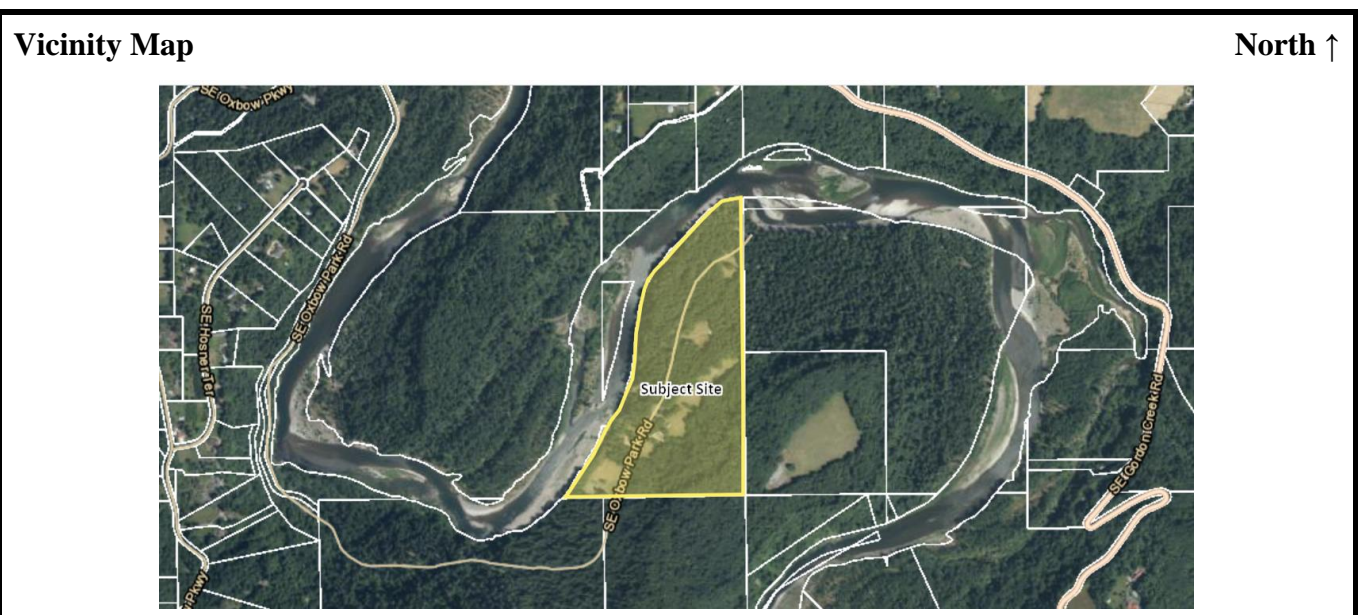 Vicinity Map
North ↑
SE Oxbow Pkwy
SE Oxbow Park Rd
SE Hosner Ter
Subject Site
SE Oxbow Park Rd
SE Gordon Creek Rd
Pkwy